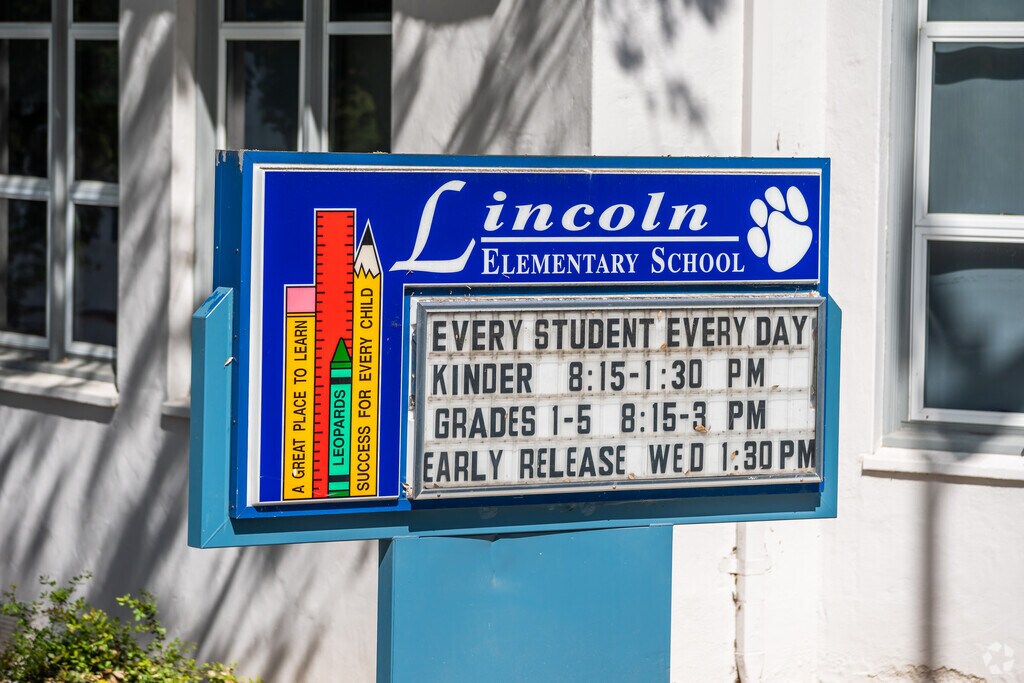 Lincoln
ELEMENTARY SCHOOL
A GREAT PLACE TO LEARN
LEOPARDS
SUCCESS FOR EVERY CHILD
EVERY STUDENT EVERY DAY
KINDER 8:15-1:30 PM
GRADES 1-5 8:15-3 PM
EARLY RELEASE WED 1.30 PM